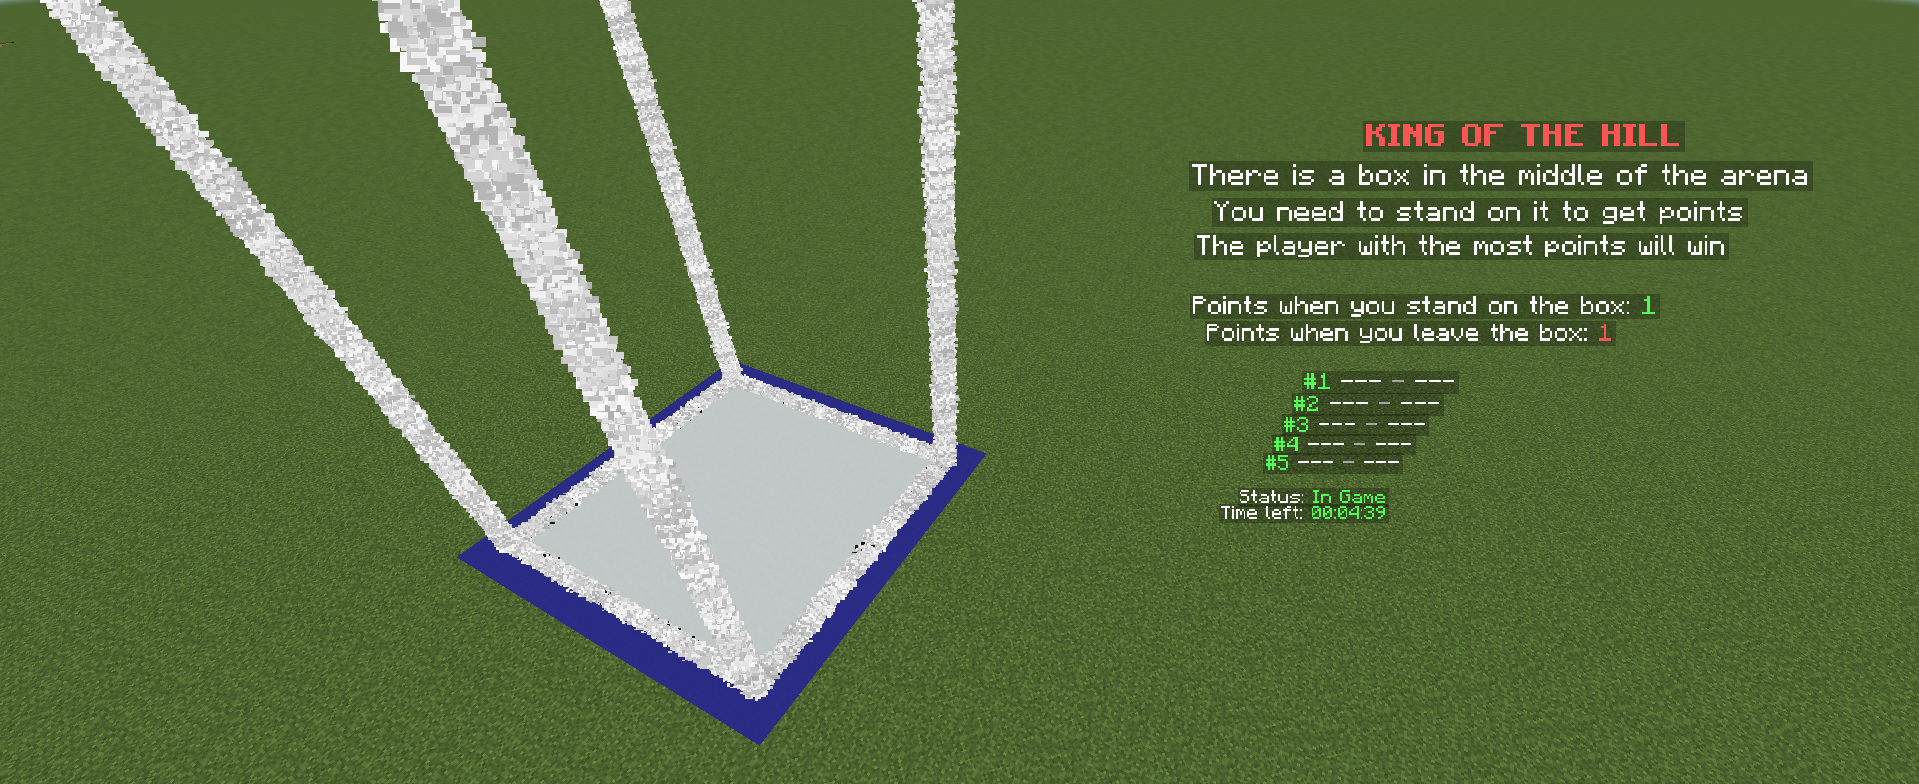 KING OF THE HILL
There is a box in the middle of the arena
You need to stand on it to get points
The player with the most points will win
Points when you stand on the box: 1
Points when you leave the box: 1
#1 --- - ---
#2 --- - ---
#3 --- - ---
#4 --- - ---
#5 --- - ---
Status: In Game
Time left: 00:04:39